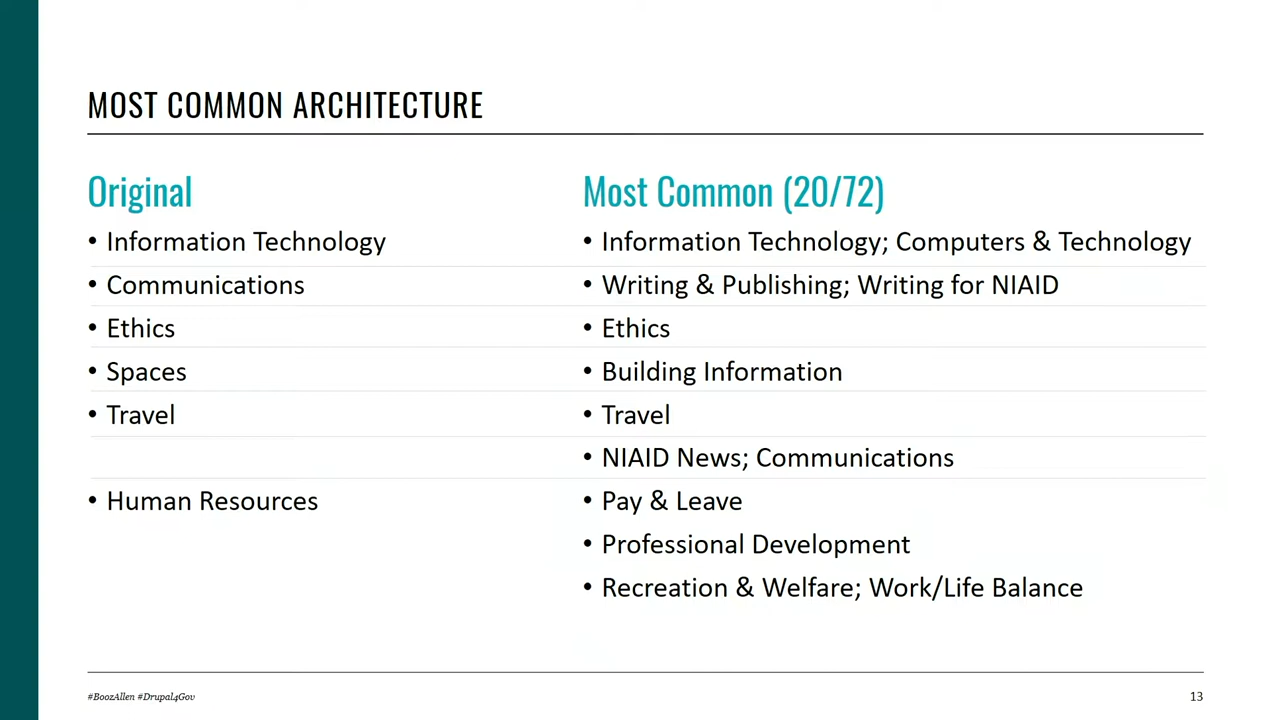 MOST COMMON ARCHITECTURE
Original
• Information Technology
• Communications
• Ethics
• Spaces
• Travel
• Human Resources
Most Common (20/72)
• Information Technology; Computers & Technology
• Writing & Publishing; Writing for NIAID
• Ethics
• Building Information
• Travel
• NIAID News; Communications
• Pay & Leave
• Professional Development
• Recreation & Welfare; Work/Life Balance
#BoozAllen #Drupal4Gov
13